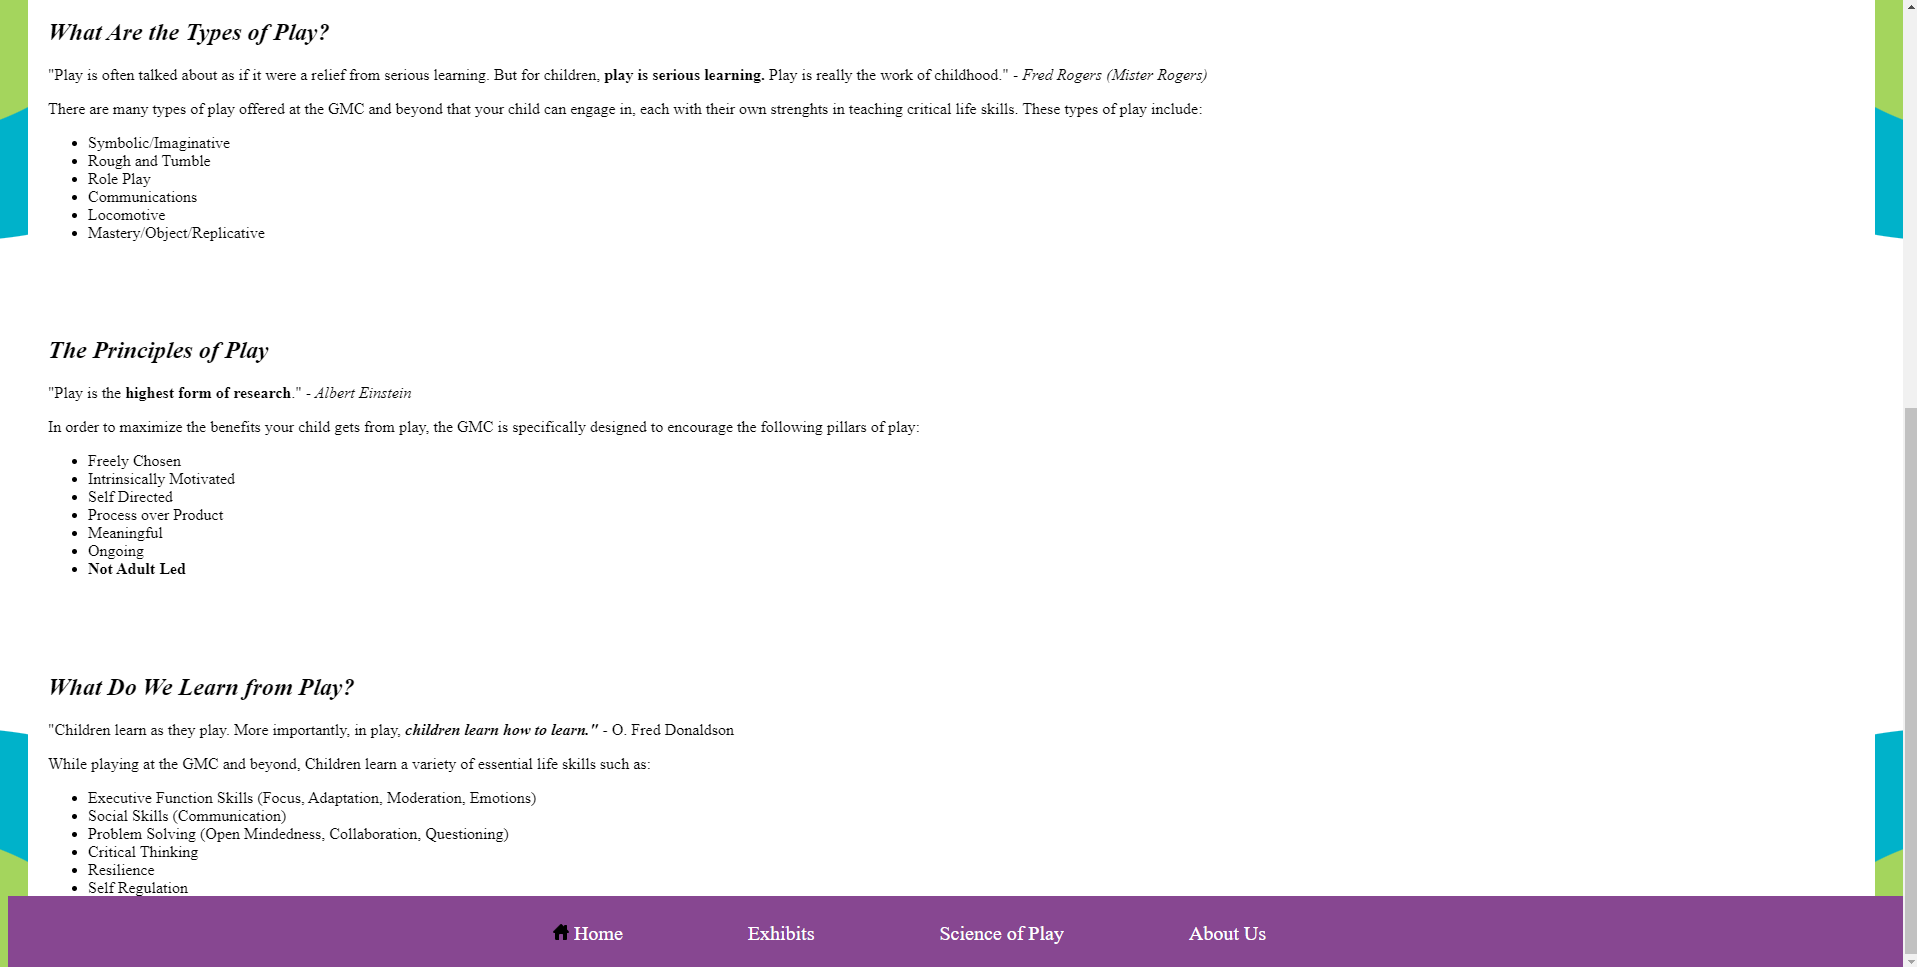 What Are the Types of Play?
"Play is often talked about as if it were a relief from serious learning. But for children, play is serious learning. Play is really the work of childhood." - Fred Rogers (Mister Rogers)
There are many types of play offered at the GMC and beyond that your child can engage in, each with their own strenghts in teaching critical life skills. These types of play include:
Symbolic/Imaginative
Rough and Tumble
Role Play
Communications
Locomotive
Mastery/Object/Replicative
The Principles of Play
"Play is the highest form of research." - Albert Einstein
In order to maximize the benefits your child gets from play, the GMC is specifically designed to encourage the following pillars of play:
Freely Chosen
Intrinsically Motivated
Self Directed
Process over Product
Meaningful
Ongoing
Not Adult Led
What Do We Learn from Play?
"Children learn as they play. More importantly, in play, children learn how to learn." - O. Fred Donaldson
While playing at the GMC and beyond, Children learn a variety of essential life skills such as:
Executive Function Skills (Focus, Adaptation, Moderation, Emotions)
Social Skills (Communication)
Problem Solving (Open Mindedness, Collaboration, Questioning)
Critical Thinking
Resilience
Self Regulation
Home Exhibits Science of Play About Us